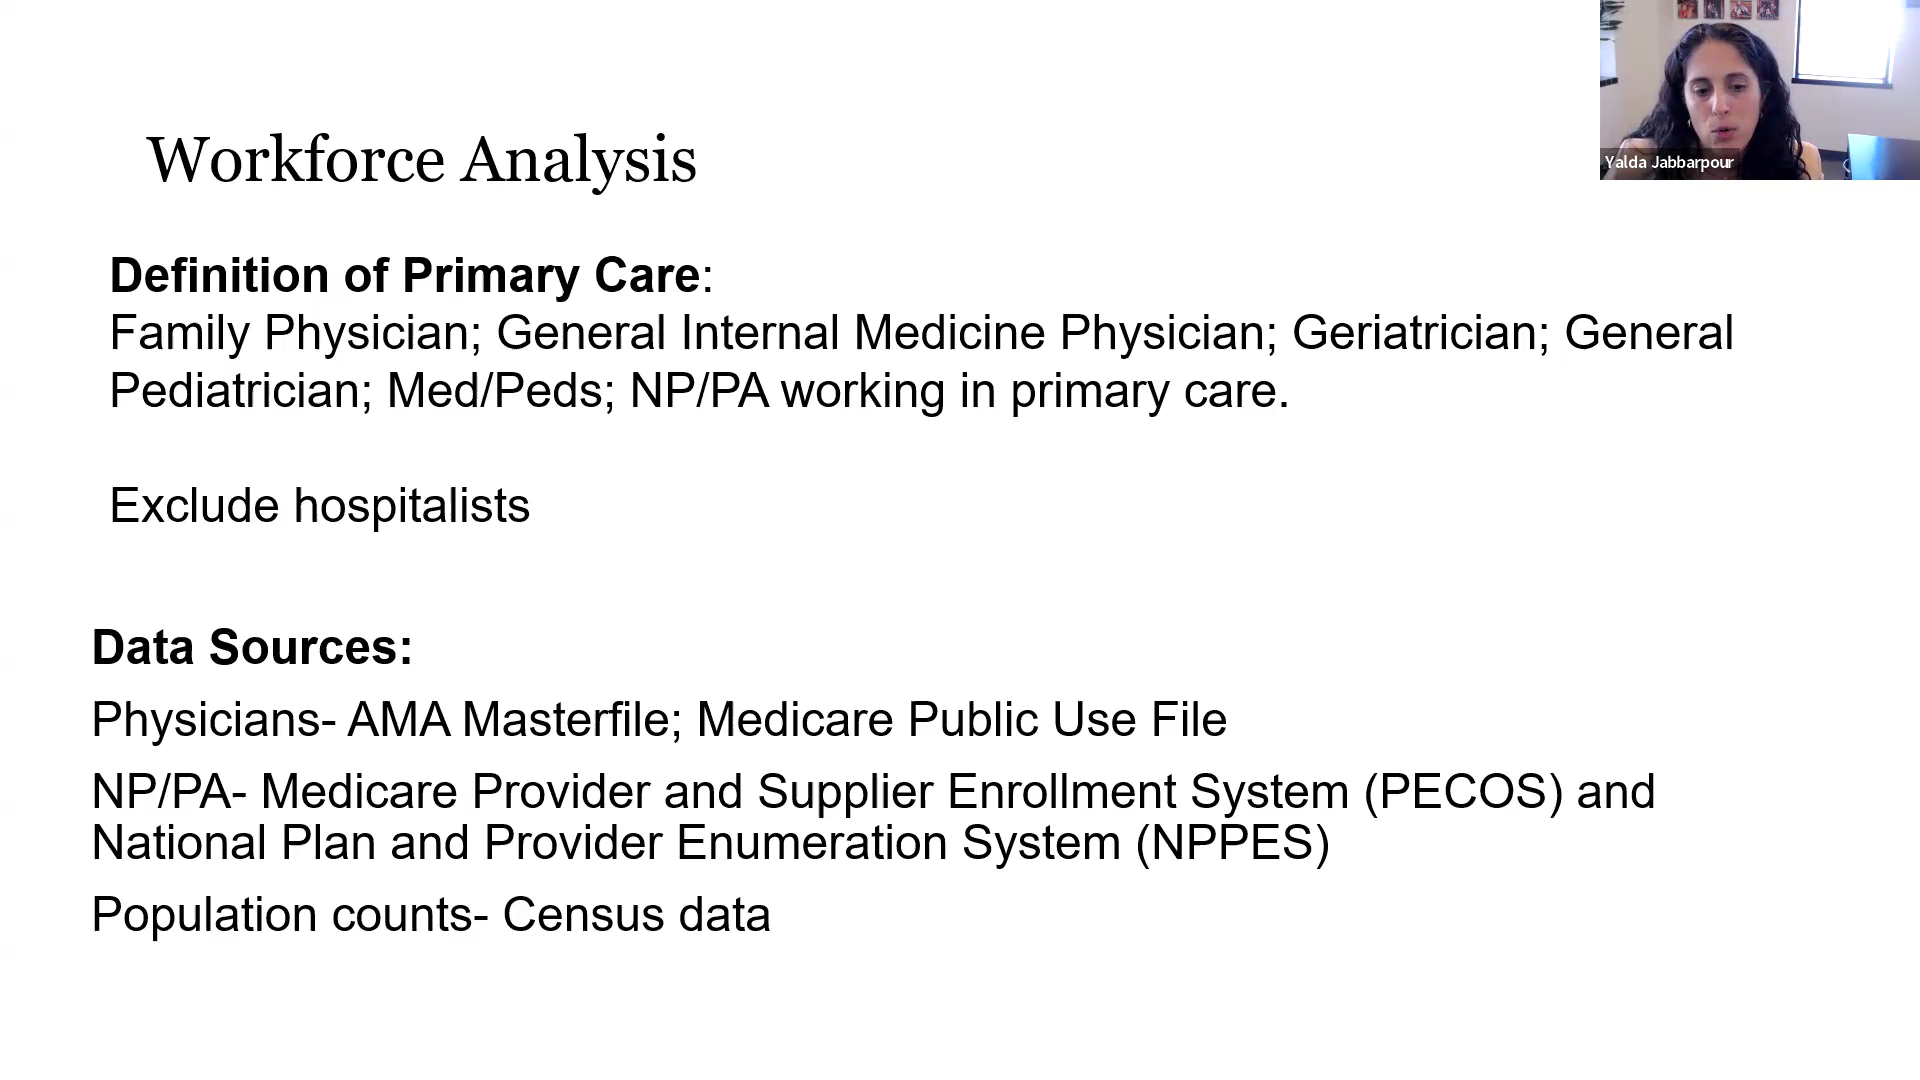 Workforce Analysis
Yalda Jabbarpour
Definition of Primary Care:
Family Physician; General Internal Medicine Physician; Geriatrician; General
Pediatrician; Med/Peds; NP/PA working in primary care.
Exclude hospitalists
Data Sources:
Physicians- AMA Masterfile; Medicare Public Use File
NP/PA- Medicare Provider and Supplier Enrollment System (PECOS) and
National Plan and Provider Enumeration System (NPPES)
Population counts- Census data